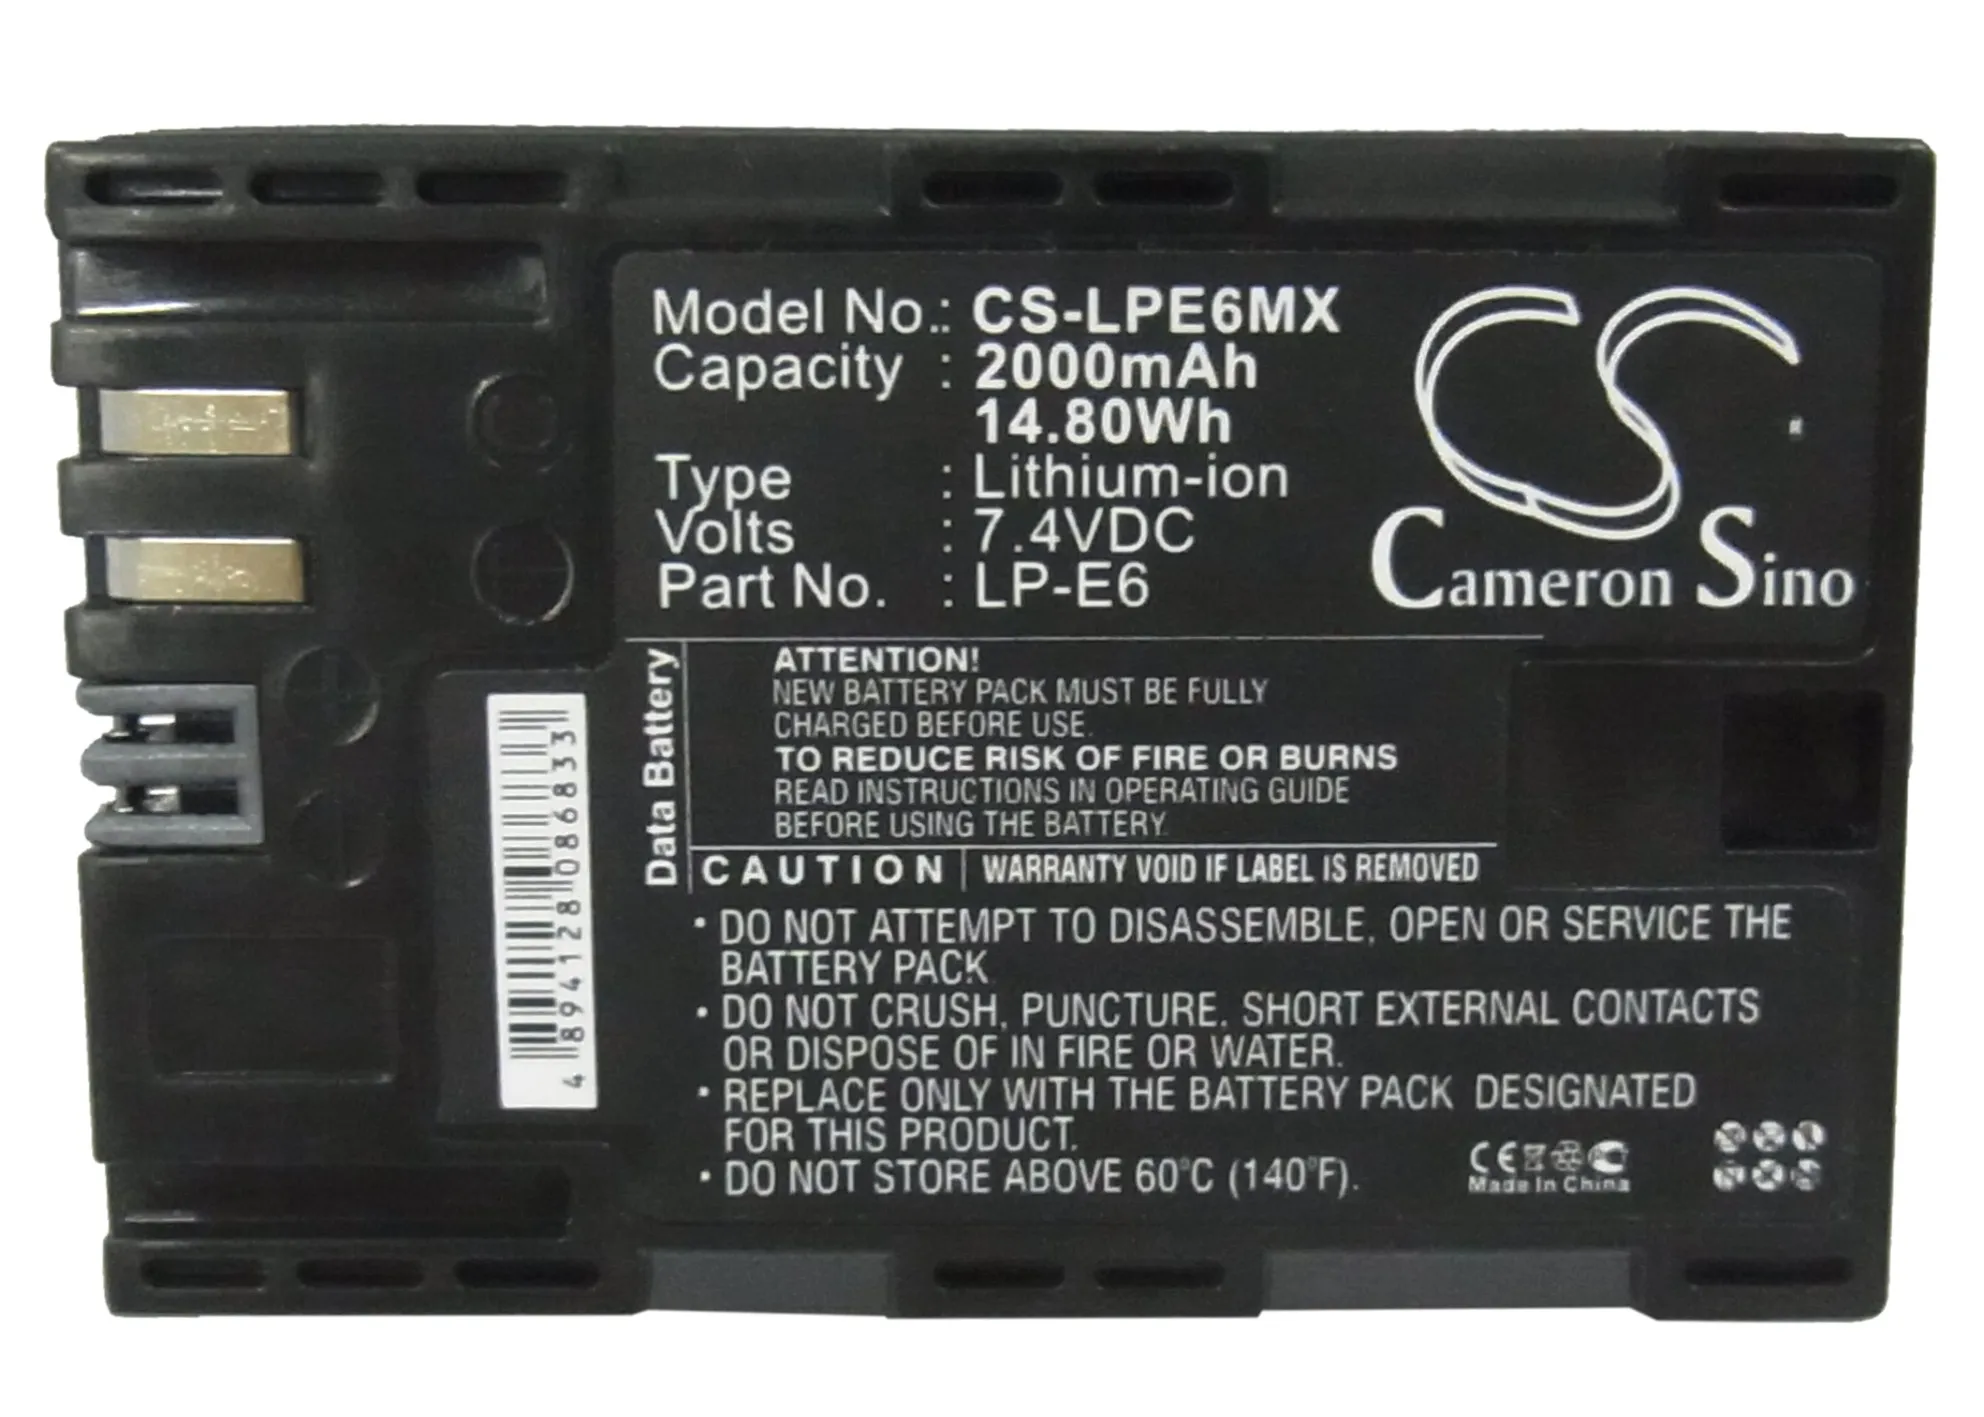 Model No.: CS-LPE6MX
Capacity : 2000mAh
14.80Wh
Type : Lithium-ion
Volts : 7.4VDC
Part No. : LP-E6
CS
Cameron Sino
Data Battery
ATTENTION!
NEW BATTERY PACK MUST BE FULLY
CHARGED BEFORE USE.
TO REDUCE RISK OF FIRE OR BURNS
READ INSTRUCTIONS IN OPERATING GUIDE
BEFORE USING THE BATTERY.
CAUTION | WARRANTY VOID IF LABEL IS REMOVED
4 894128 086833
• DO NOT ATTEMPT TO DISASSEMBLE, OPEN OR SERVICE THE
BATTERY PACK.
• DO NOT CRUSH, PUNCTURE, SHORT EXTERNAL CONTACTS
OR DISPOSE OF IN FIRE OR WATER.
• REPLACE ONLY WITH THE BATTERY PACK DESIGNATED
FOR THIS PRODUCT.
• DO NOT STORE ABOVE 60°C (140°F).
CE
Made In China